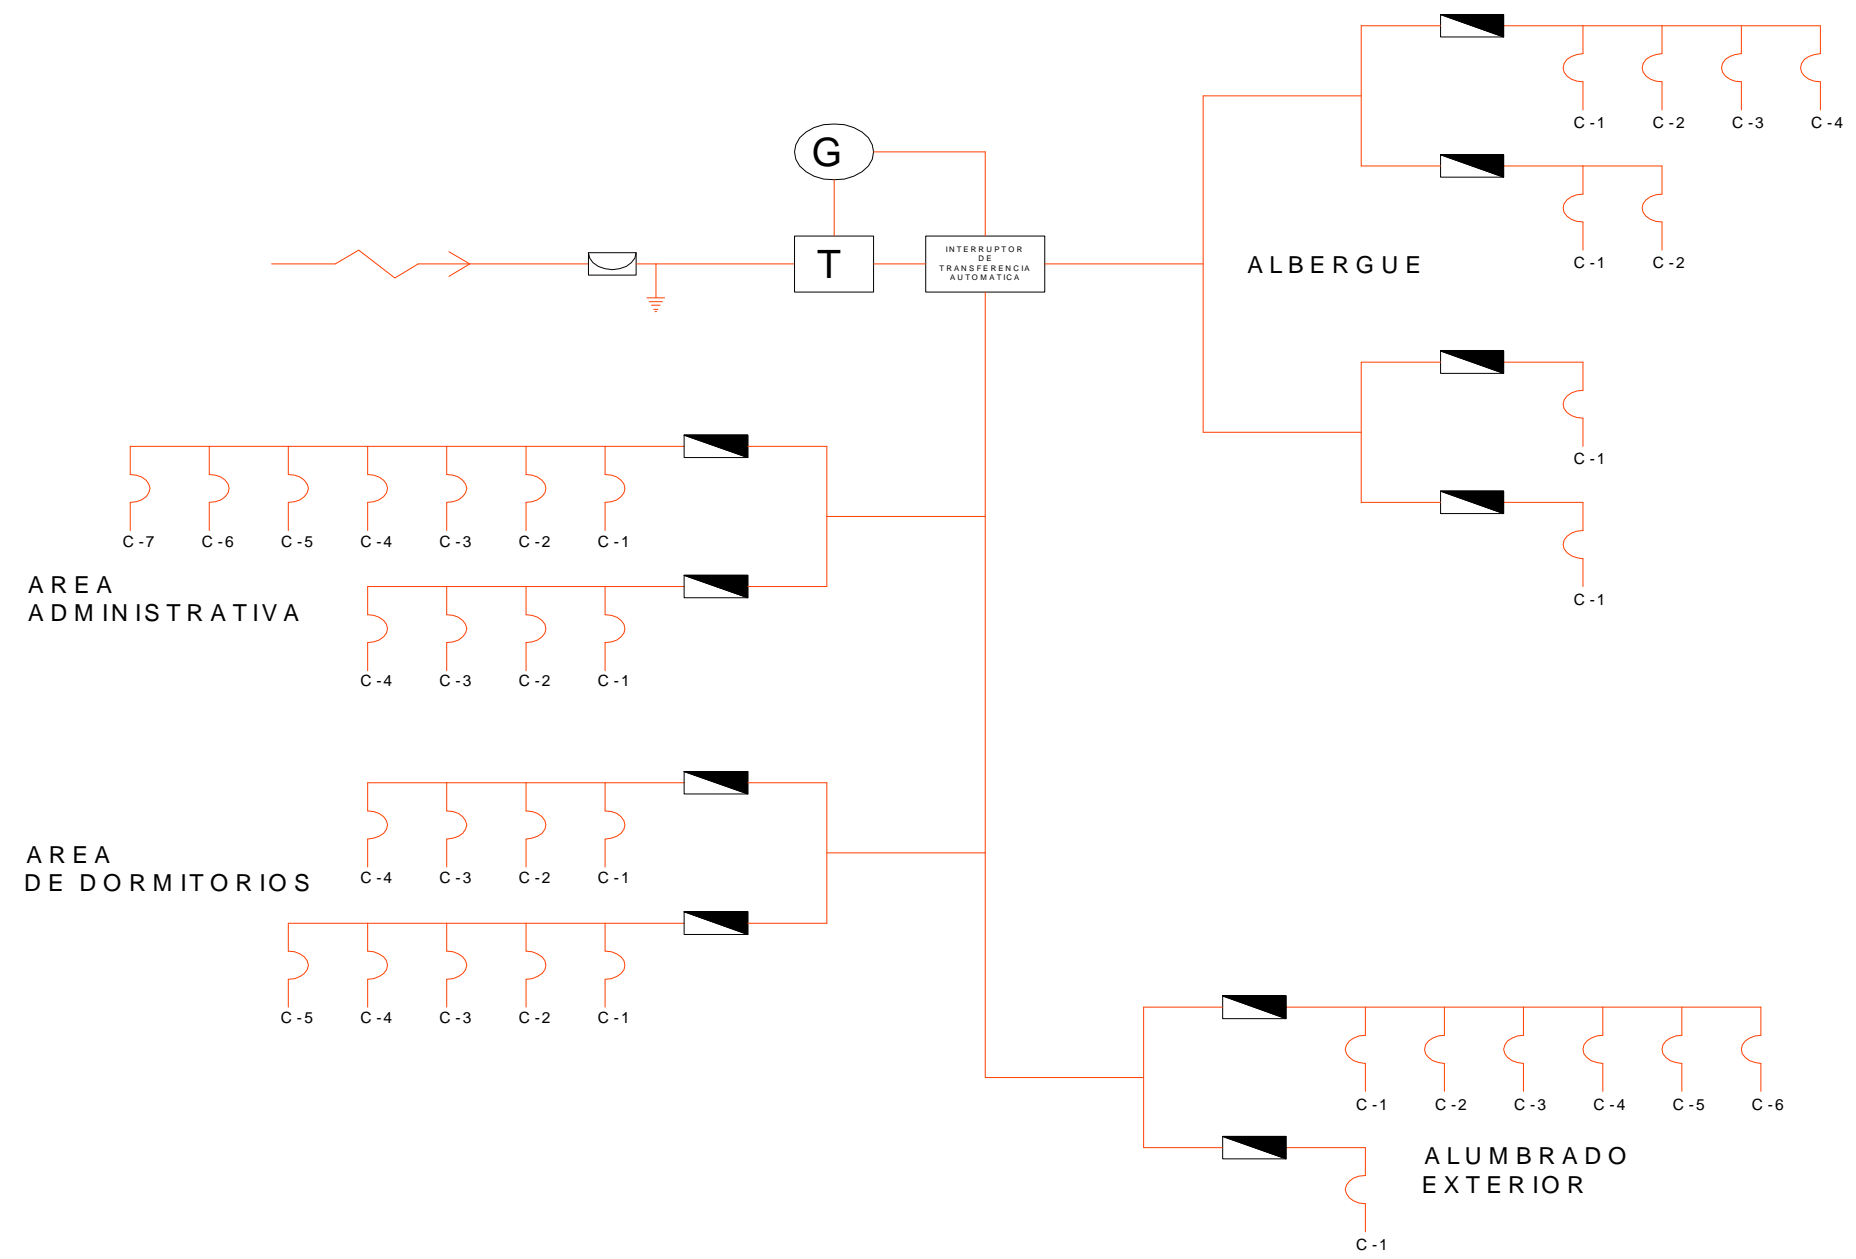 C-1 C-2 C-3 C-4
G
C-1 C-2
T
INTERRUPTOR
DE
TRANSFERENCIA
AUTOMATICA
ALBERGUE
C-1
C-1
C-7 C-6 C-5 C-4 C-3 C-2 C-1
AREA
ADMINISTRATIVA
C-4 C-3 C-2 C-1
AREA
DE DORMITORIOS
C-4 C-3 C-2 C-1
C-5 C-4 C-3 C-2 C-1
C-1 C-2 C-3 C-4 C-5 C-6
ALUMBRADO
EXTERIOR
C-1